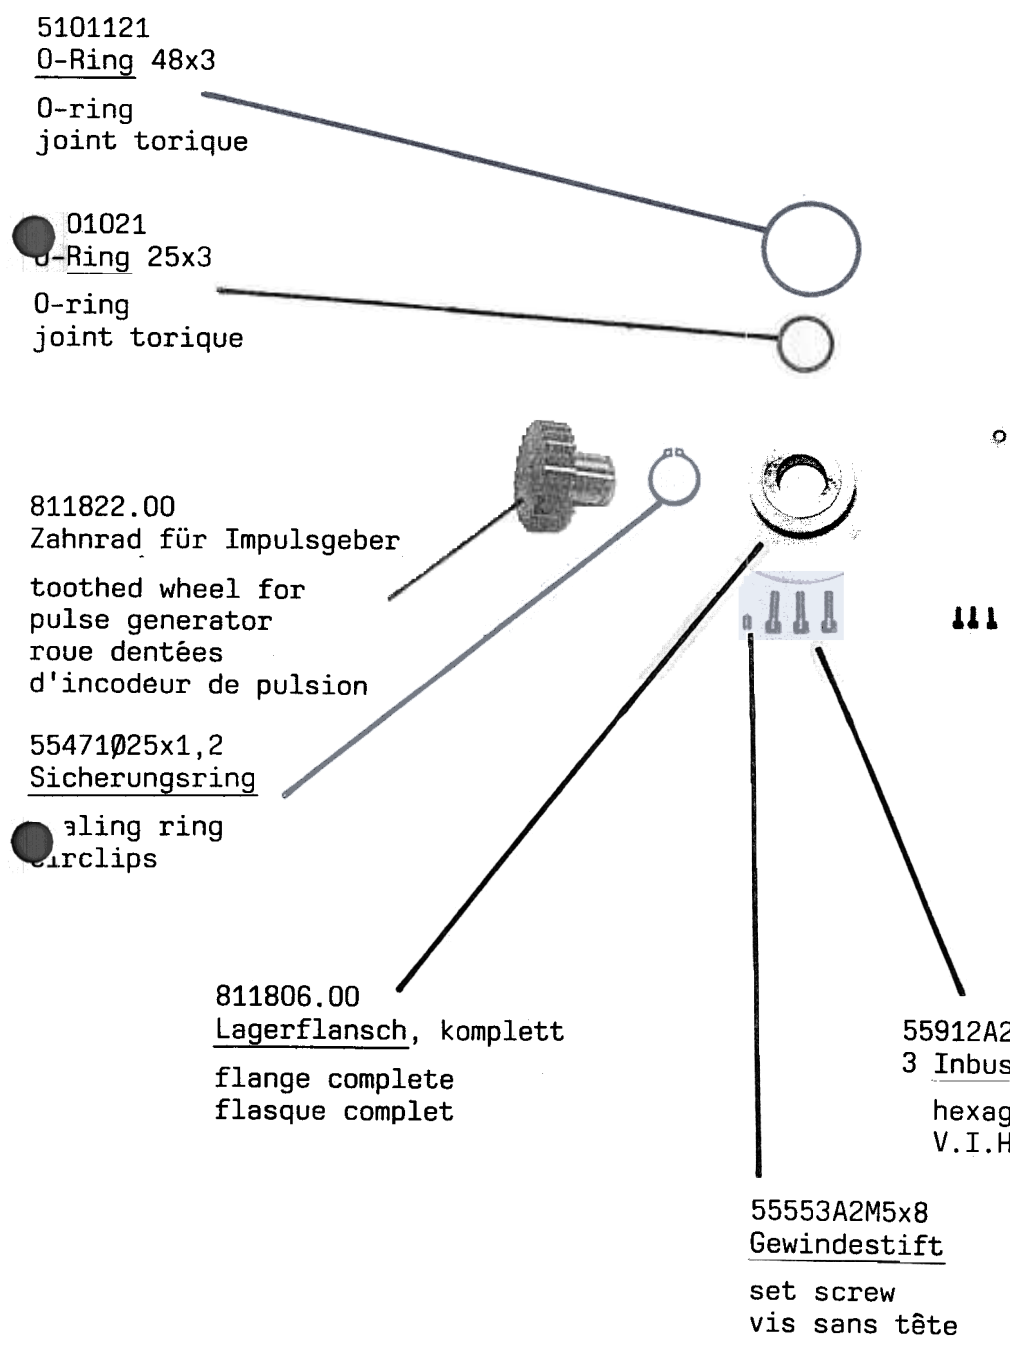 5101121
O-Ring 48x3
O-ring
joint torique
01021
O-Ring 25x3
O-ring
joint torique
811822.00
Zahnrad für Impulsgeber
toothed wheel for
pulse generator
roue dentées
d'incodeur de pulsion
55471Ø25x1,2
Sicherungsring
aling ring
circlips
811806.00
Lagerflansch, komplett
flange complete
flasque complet
55912A2
3 Inbus
hexag
V.I.H
55553A2M5x8
Gewindestift
set screw
vis sans tête